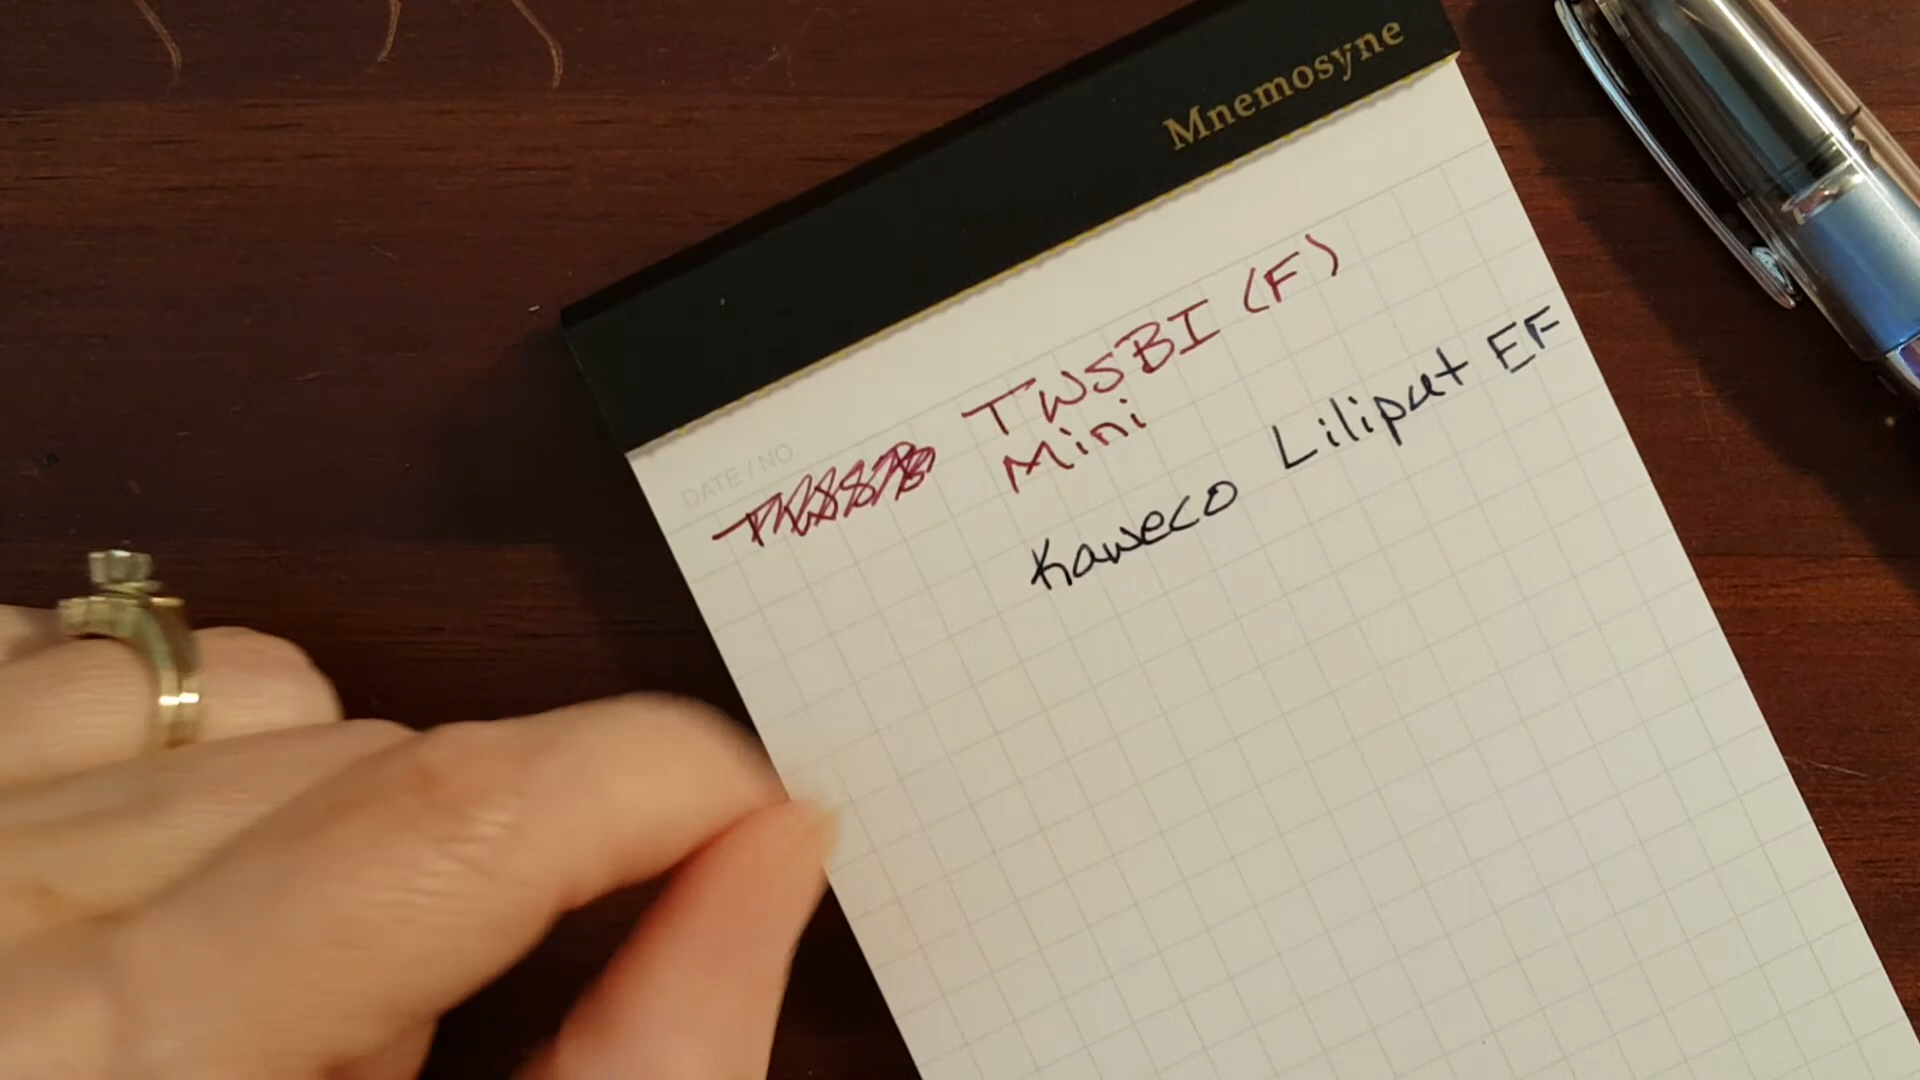 Mnemosyne
DATE / NO.
TWSBI (F)
Mini
Kaweco Liliput EF